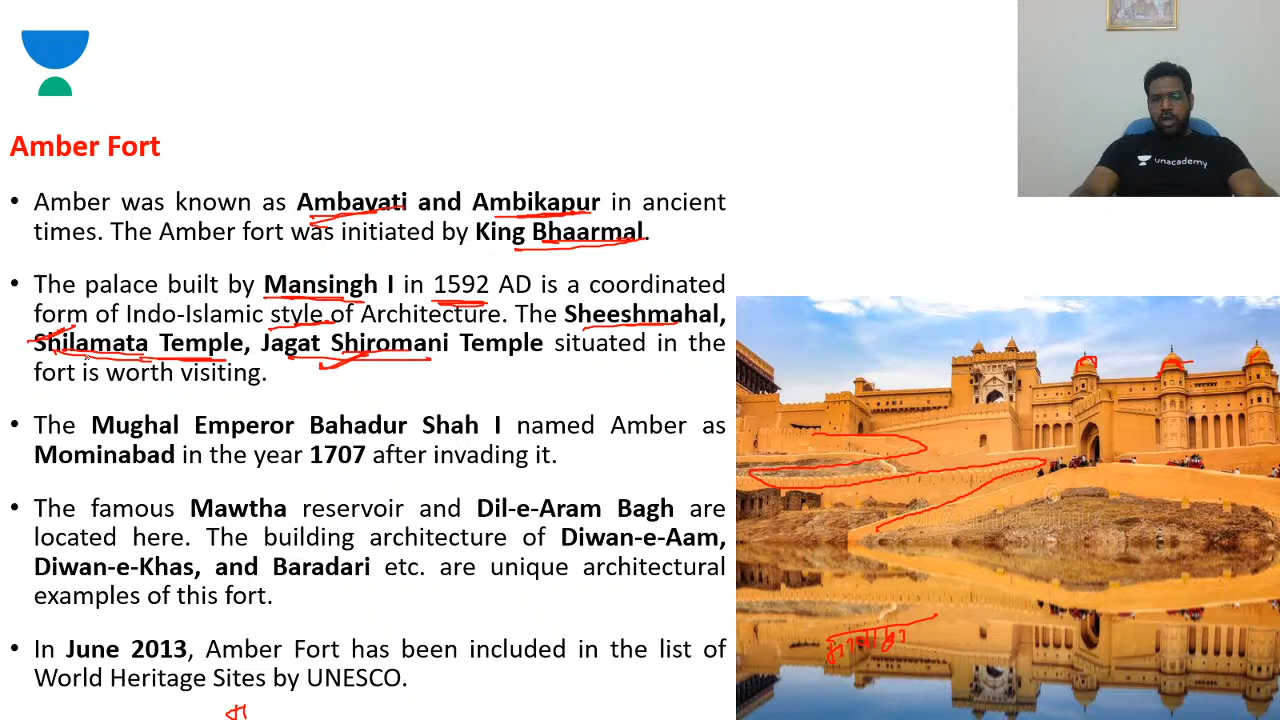 unacademy
Amber Fort
• Amber was known as Ambavati and Ambikapur in ancient
times. The Amber fort was initiated by King Bhaarmal.
• The palace built by Mansingh I in 1592 AD is a coordinated
form of Indo-Islamic style of Architecture. The Sheeshmahal,
Shilamata Temple, Jagat Shiromani Temple situated in the
fort is worth visiting.
• The Mughal Emperor Bahadur Shah I named Amber as
Mominabad in the year 1707 after invading it.
• The famous Mawtha reservoir and Dil-e-Aram Bagh are
located here. The building architecture of Diwan-e-Aam,
Diwan-e-Khas, and Baradari etc. are unique architectural
examples of this fort.
• In June 2013, Amber Fort has been included in the list of
World Heritage Sites by UNESCO.